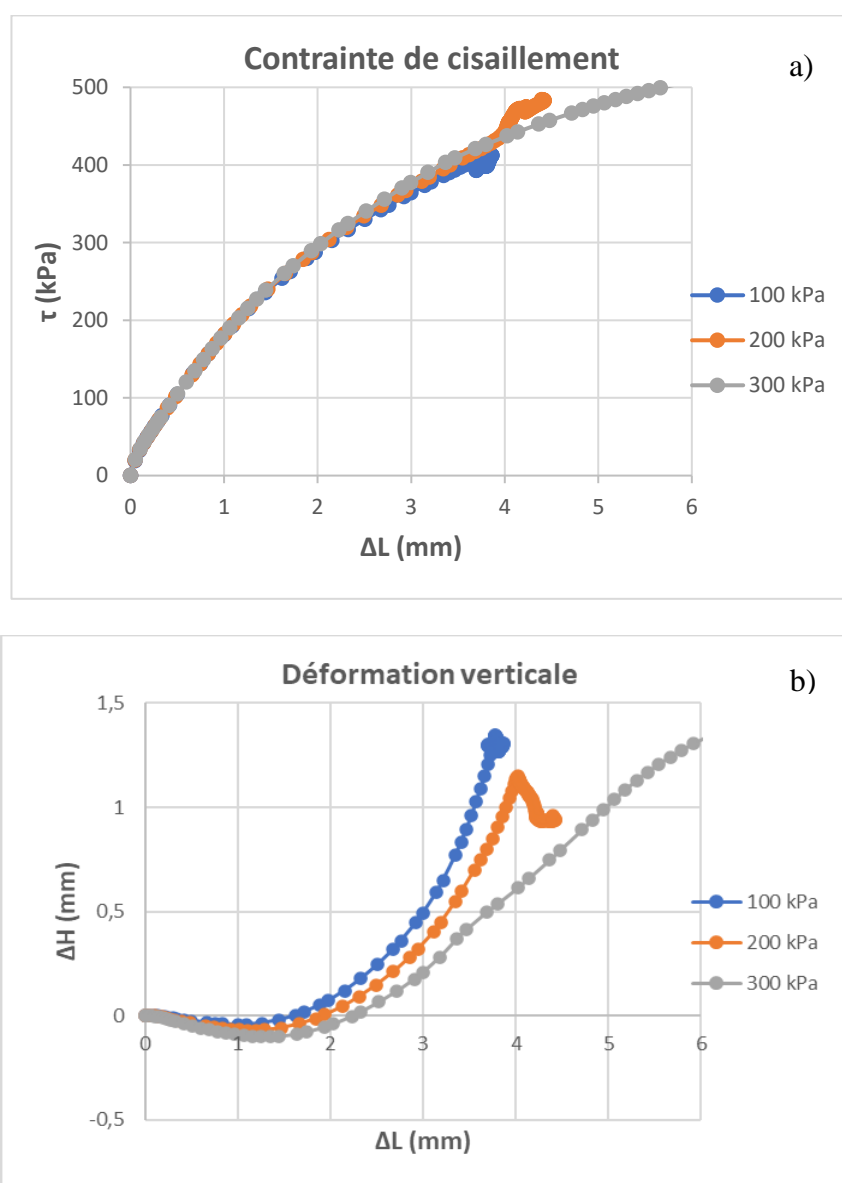 Contrainte de cisaillement
a)
500
400
300
200
100
0
τ (kPa)
0 1 2 3 4 5 6
ΔL (mm)
100 kPa
200 kPa
300 kPa
Déformation verticale
b)
1,5
1
0,5
0
-0,5
ΔH (mm)
0 1 2 3 4 5 6
ΔL (mm)
100 kPa
200 kPa
300 kPa